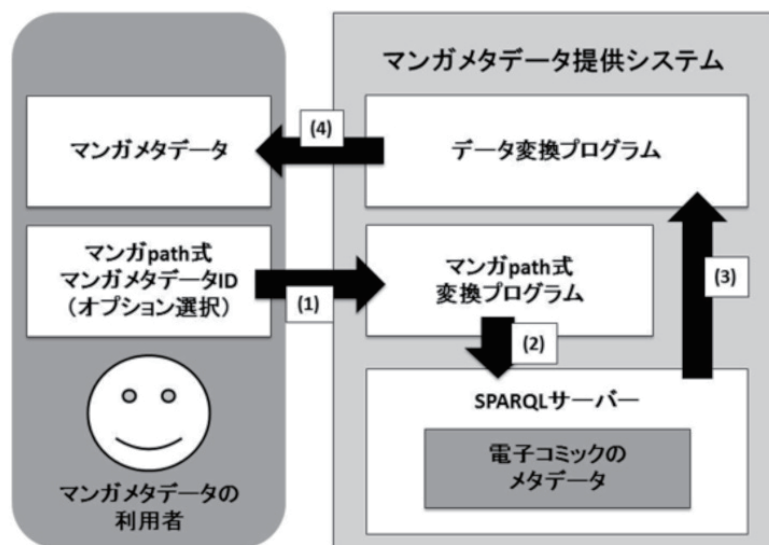 マンガメタデータ提供システム
マンガメタデータ
(4)
データ変換プログラム
マンガpath式
マンガメタデータID
（オプション選択）
(1)
マンガpath式
変換プログラム
(3)
(2)
SPARQLサーバー
電子コミックの
メタデータ
マンガメタデータの
利用者